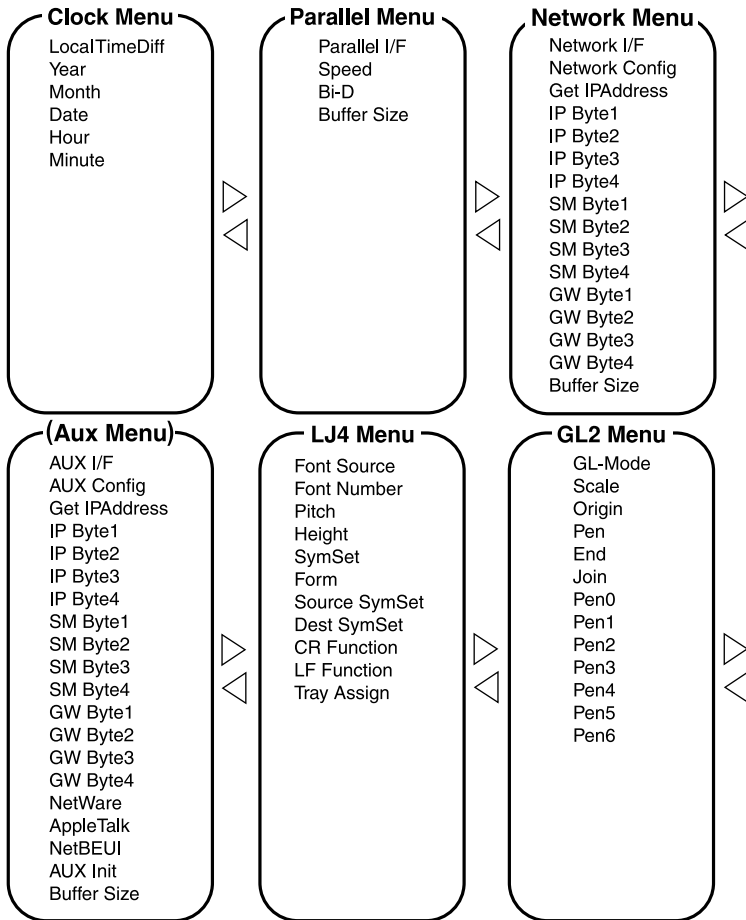 Clock Menu
LocalTimeDiff
Year
Month
Date
Hour
Minute
Parallel Menu
Parallel I/F
Speed
Bi-D
Buffer Size
Network Menu
Network I/F
Network Config
Get IPAddress
IP Byte1
IP Byte2
IP Byte3
IP Byte4
SM Byte1
SM Byte2
SM Byte3
SM Byte4
GW Byte1
GW Byte2
GW Byte3
GW Byte4
Buffer Size
(Aux Menu)
AUX I/F
AUX Config
Get IPAddress
IP Byte1
IP Byte2
IP Byte3
IP Byte4
SM Byte1
SM Byte2
SM Byte3
SM Byte4
GW Byte1
GW Byte2
GW Byte3
GW Byte4
NetWare
AppleTalk
NetBEUI
AUX Init
Buffer Size
LJ4 Menu
Font Source
Font Number
Pitch
Height
SymSet
Form
Source SymSet
Dest SymSet
CR Function
LF Function
Tray Assign
GL2 Menu
GL-Mode
Scale
Origin
Pen
End
Join
Pen0
Pen1
Pen2
Pen3
Pen4
Pen5
Pen6